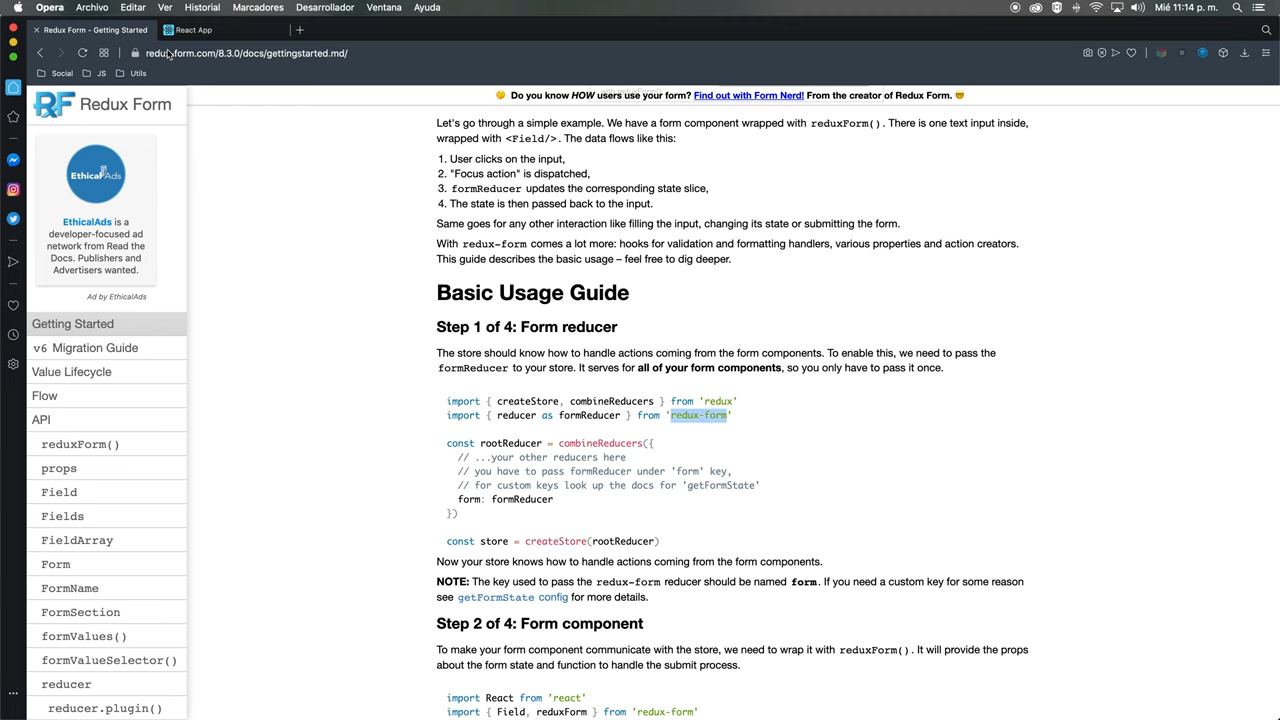 Opera Archivo Editar Ver Historial Marcadores Desarrollador Ventana Ayuda Mié 11:14 p. m.
Redux Form - Getting Started React App
redux-form.com/8.3.0/docs/gettingstarted.md/
Social JS Utils
RF Redux Form
EthicalAds
EthicalAds is a
developer-focused ad
network from Read the
Docs. Publishers and
Advertisers wanted.
Ad by EthicalAds
Getting Started
v6 Migration Guide
Value Lifecycle
Flow
API
reduxForm()
props
Field
Fields
FieldArray
Form
FormName
FormSection
formValues()
formValueSelector()
reducer
reducer.plugin()
🤔 Do you know HOW users use your form? Find out with Form Nerd! From the creator of Redux Form. 🤓
Let's go through a simple example. We have a form component wrapped with reduxForm(). There is one text input inside,
wrapped with <Field/>. The data flows like this:
1. User clicks on the input,
2. "Focus action" is dispatched,
3. formReducer updates the corresponding state slice,
4. The state is then passed back to the input.
Same goes for any other interaction like filling the input, changing its state or submitting the form.
With redux-form comes a lot more: hooks for validation and formatting handlers, various properties and action creators.
This guide describes the basic usage – feel free to dig deeper.
Basic Usage Guide
Step 1 of 4: Form reducer
The store should know how to handle actions coming from the form components. To enable this, we need to pass the
formReducer to your store. It serves for all of your form components, so you only have to pass it once.
import { createStore, combineReducers } from 'redux'
import { reducer as formReducer } from 'redux-form'
const rootReducer = combineReducers({
// ...your other reducers here
// you have to pass formReducer under 'form' key,
// for custom keys look up the docs for 'getFormState'
form: formReducer
})
const store = createStore(rootReducer)
Now your store knows how to handle actions coming from the form components.
NOTE: The key used to pass the redux-form reducer should be named form. If you need a custom key for some reason
see getFormState config for more details.
Step 2 of 4: Form component
To make your form component communicate with the store, we need to wrap it with reduxForm(). It will provide the props
about the form state and function to handle the submit process.
import React from 'react'
import { Field, reduxForm } from 'redux-form'